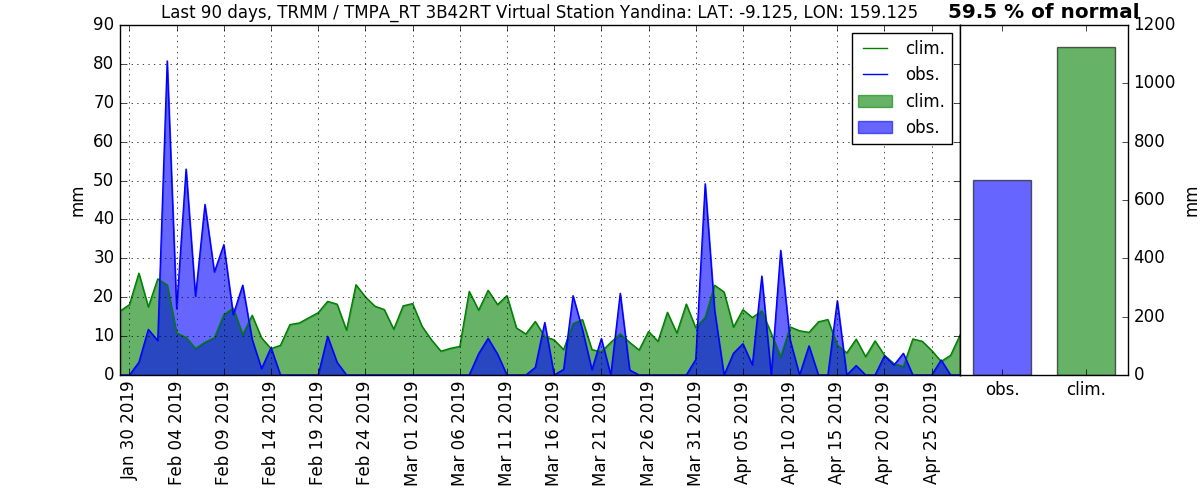 Last 90 days, TRMM / TMPA_RT 3B42RT Virtual Station Yandina: LAT: -9.125, LON: 159.125
59.5 % of normal
90
80
70
60
50
40
30
20
10
0
mm
clim.
obs.
clim.
obs.
Jan 30 2019
Feb 04 2019
Feb 09 2019
Feb 14 2019
Feb 19 2019
Feb 24 2019
Mar 01 2019
Mar 06 2019
Mar 11 2019
Mar 16 2019
Mar 21 2019
Mar 26 2019
Mar 31 2019
Apr 05 2019
Apr 10 2019
Apr 15 2019
Apr 20 2019
Apr 25 2019
1200
1000
800
600
400
200
0
mm
obs.
clim.